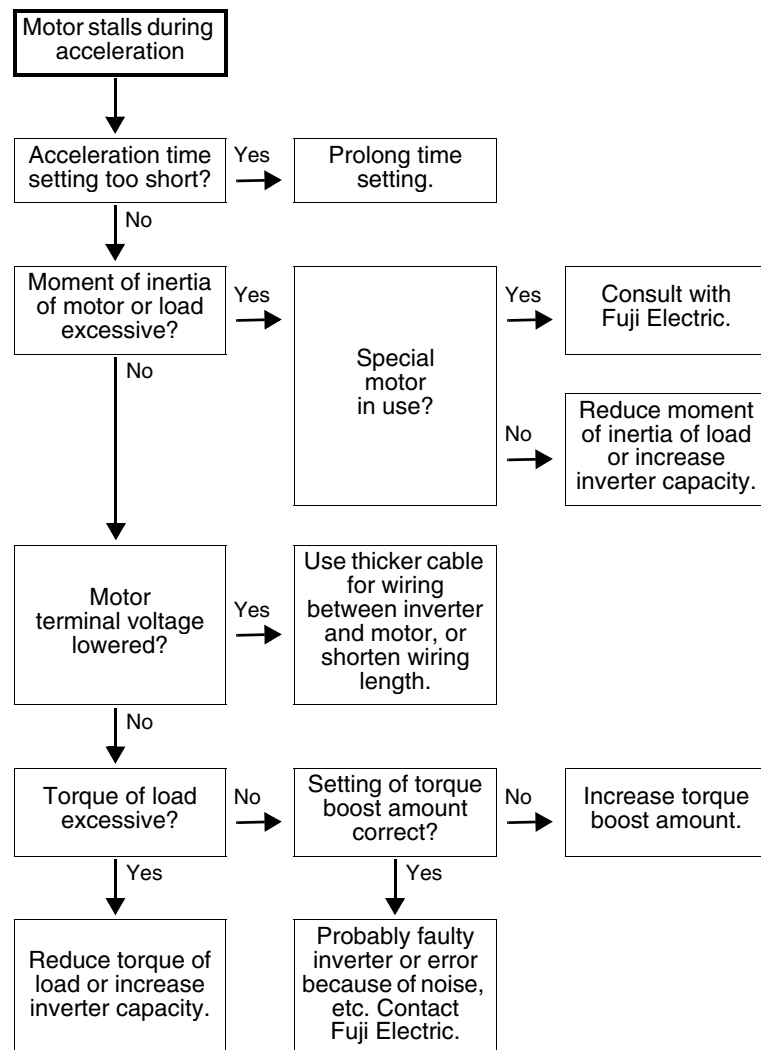 Motor stalls during
acceleration
Acceleration time
setting too short?
Yes
Prolong time
setting.
No
Moment of inertia
of motor or load
excessive?
Yes
Special
motor
in use?
Yes
Consult with
Fuji Electric.
No
Reduce moment
of inertia of load
or increase
inverter capacity.
No
Motor
terminal voltage
lowered?
Yes
Use thicker cable
for wiring
between inverter
and motor, or
shorten wiring
length.
No
Torque of load
excessive?
No
Setting of torque
boost amount
correct?
No
Increase torque
boost amount.
Yes
Reduce torque of
load or increase
inverter capacity.
Yes
Probably faulty
inverter or error
because of noise,
etc. Contact
Fuji Electric.